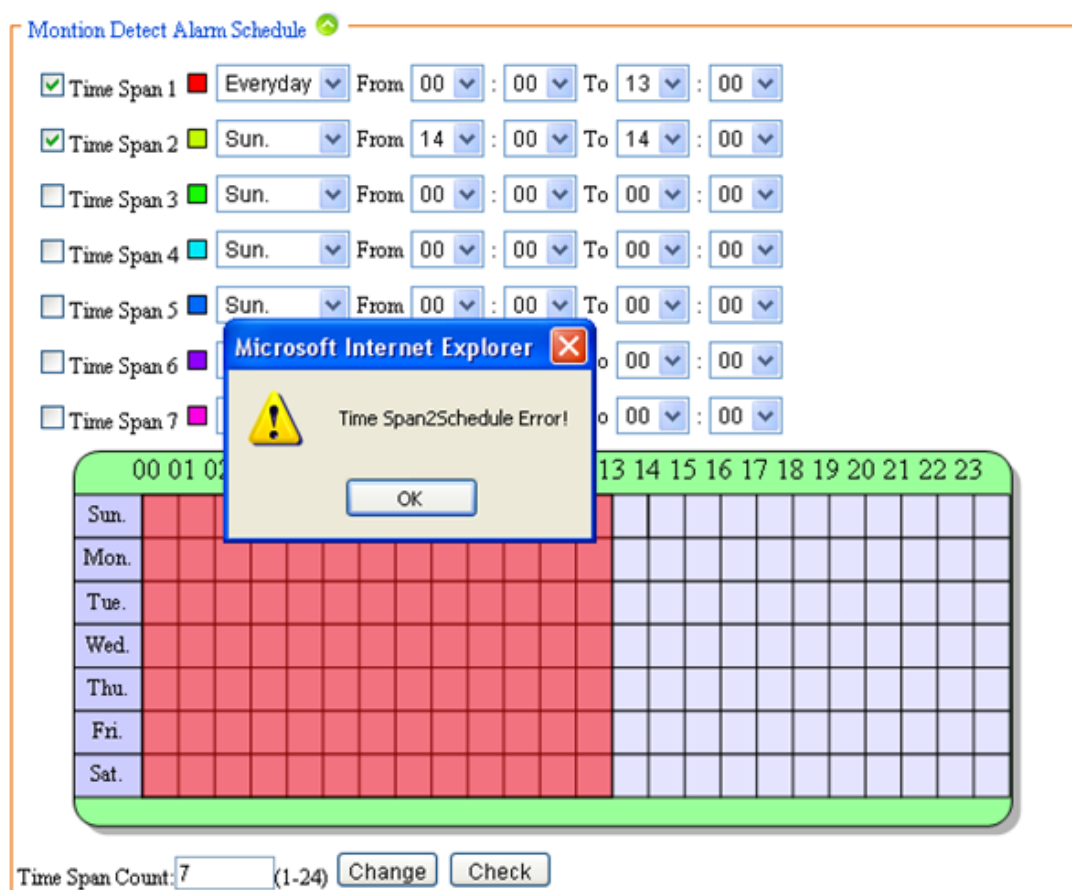 Montion Detect Alarm Schedule
Time Span 1 Everyday From 00 : 00 To 13 : 00
Time Span 2 Sun. From 14 : 00 To 14 : 00
Time Span 3 Sun. From 00 : 00 To 00 : 00
Time Span 4 Sun. From 00 : 00 To 00 : 00
Time Span 5 Sun. From 00 : 00 To 00 : 00
Time Span 6 00 : 00
Time Span 7 00 : 00
Microsoft Internet Explorer
Time Span2Schedule Error!
OK
00 01 13 14 15 16 17 18 19 20 21 22 23
Sun.
Mon.
Tue.
Wed.
Thu.
Fri.
Sat.
Time Span Count: 7 (1-24) Change Check